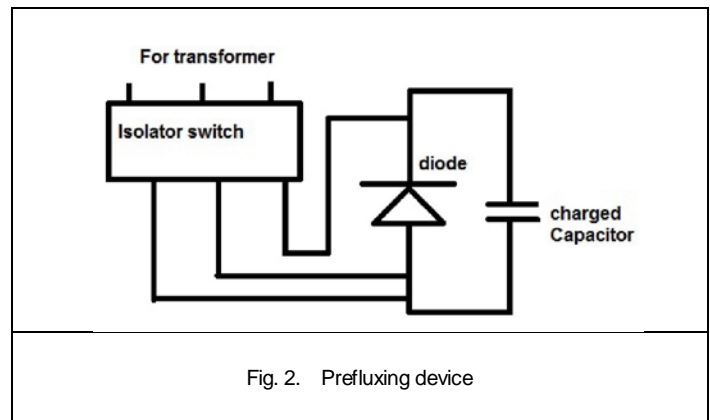 For transformer
Isolator switch
diode
charged
Capacitor
Fig. 2. Prefluxing device